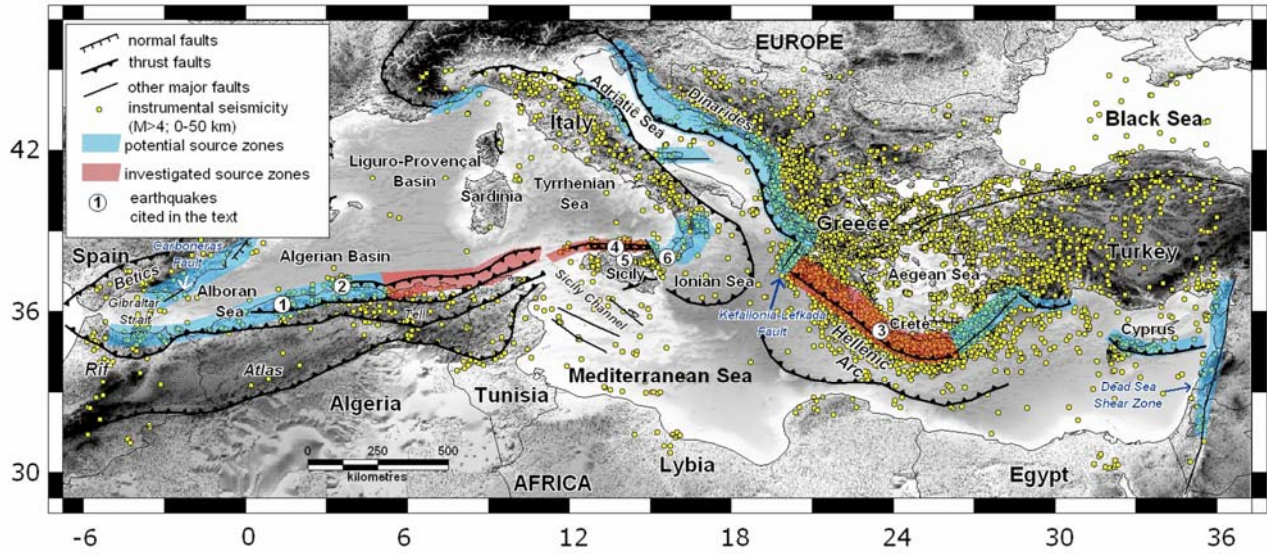 normal faults
thrust faults
other major faults
instrumental seismicity
(M>4; 0-50 km)
potential source zones
investigated source zones
1 earthquakes
cited in the text
EUROPE
Adriatic Sea
Dinarides
Italy
Black Sea
42
Liguro-Provençal
Basin
Sardinia
Tyrrhenian
Sea
Greece
Turkey
Spain
Carboneras
Fault
Betics
Algerian Basin
4
5
Sicily
6
Ionian Sea
Aegean Sea
Gibraltar
Strait
Alboran
Sea
1
2
Tell
Sicily Channel
36
Kefallonia-Lefkada
Fault
3
Crete
Hellenic
Arc
Cyprus
Rif
Atlas
Mediterranean Sea
Dead Sea
Shear Zone
Algeria
Tunisia
0 250 500
kilometres
30
Lybia
Egypt
AFRICA
-6 0 6 12 18 24 30 36